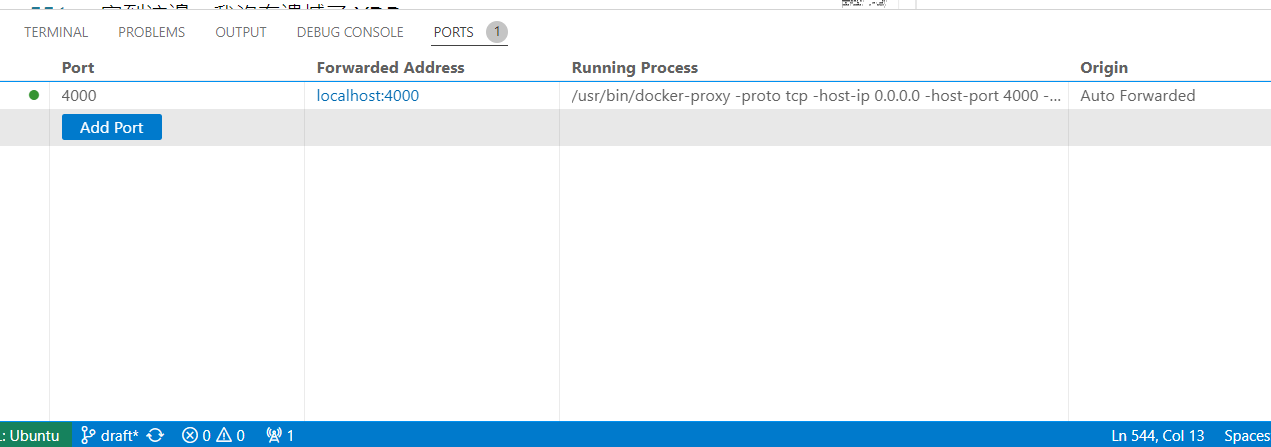 TERMINAL PROBLEMS OUTPUT DEBUG CONSOLE PORTS 1
Port Forwarded Address Running Process Origin
4000 localhost:4000 /usr/bin/docker-proxy -proto tcp -host-ip 0.0.0.0 -host-port 4000 -... Auto Forwarded
Add Port
: Ubuntu draft* 0 0 1 Ln 544, Col 13 Spaces